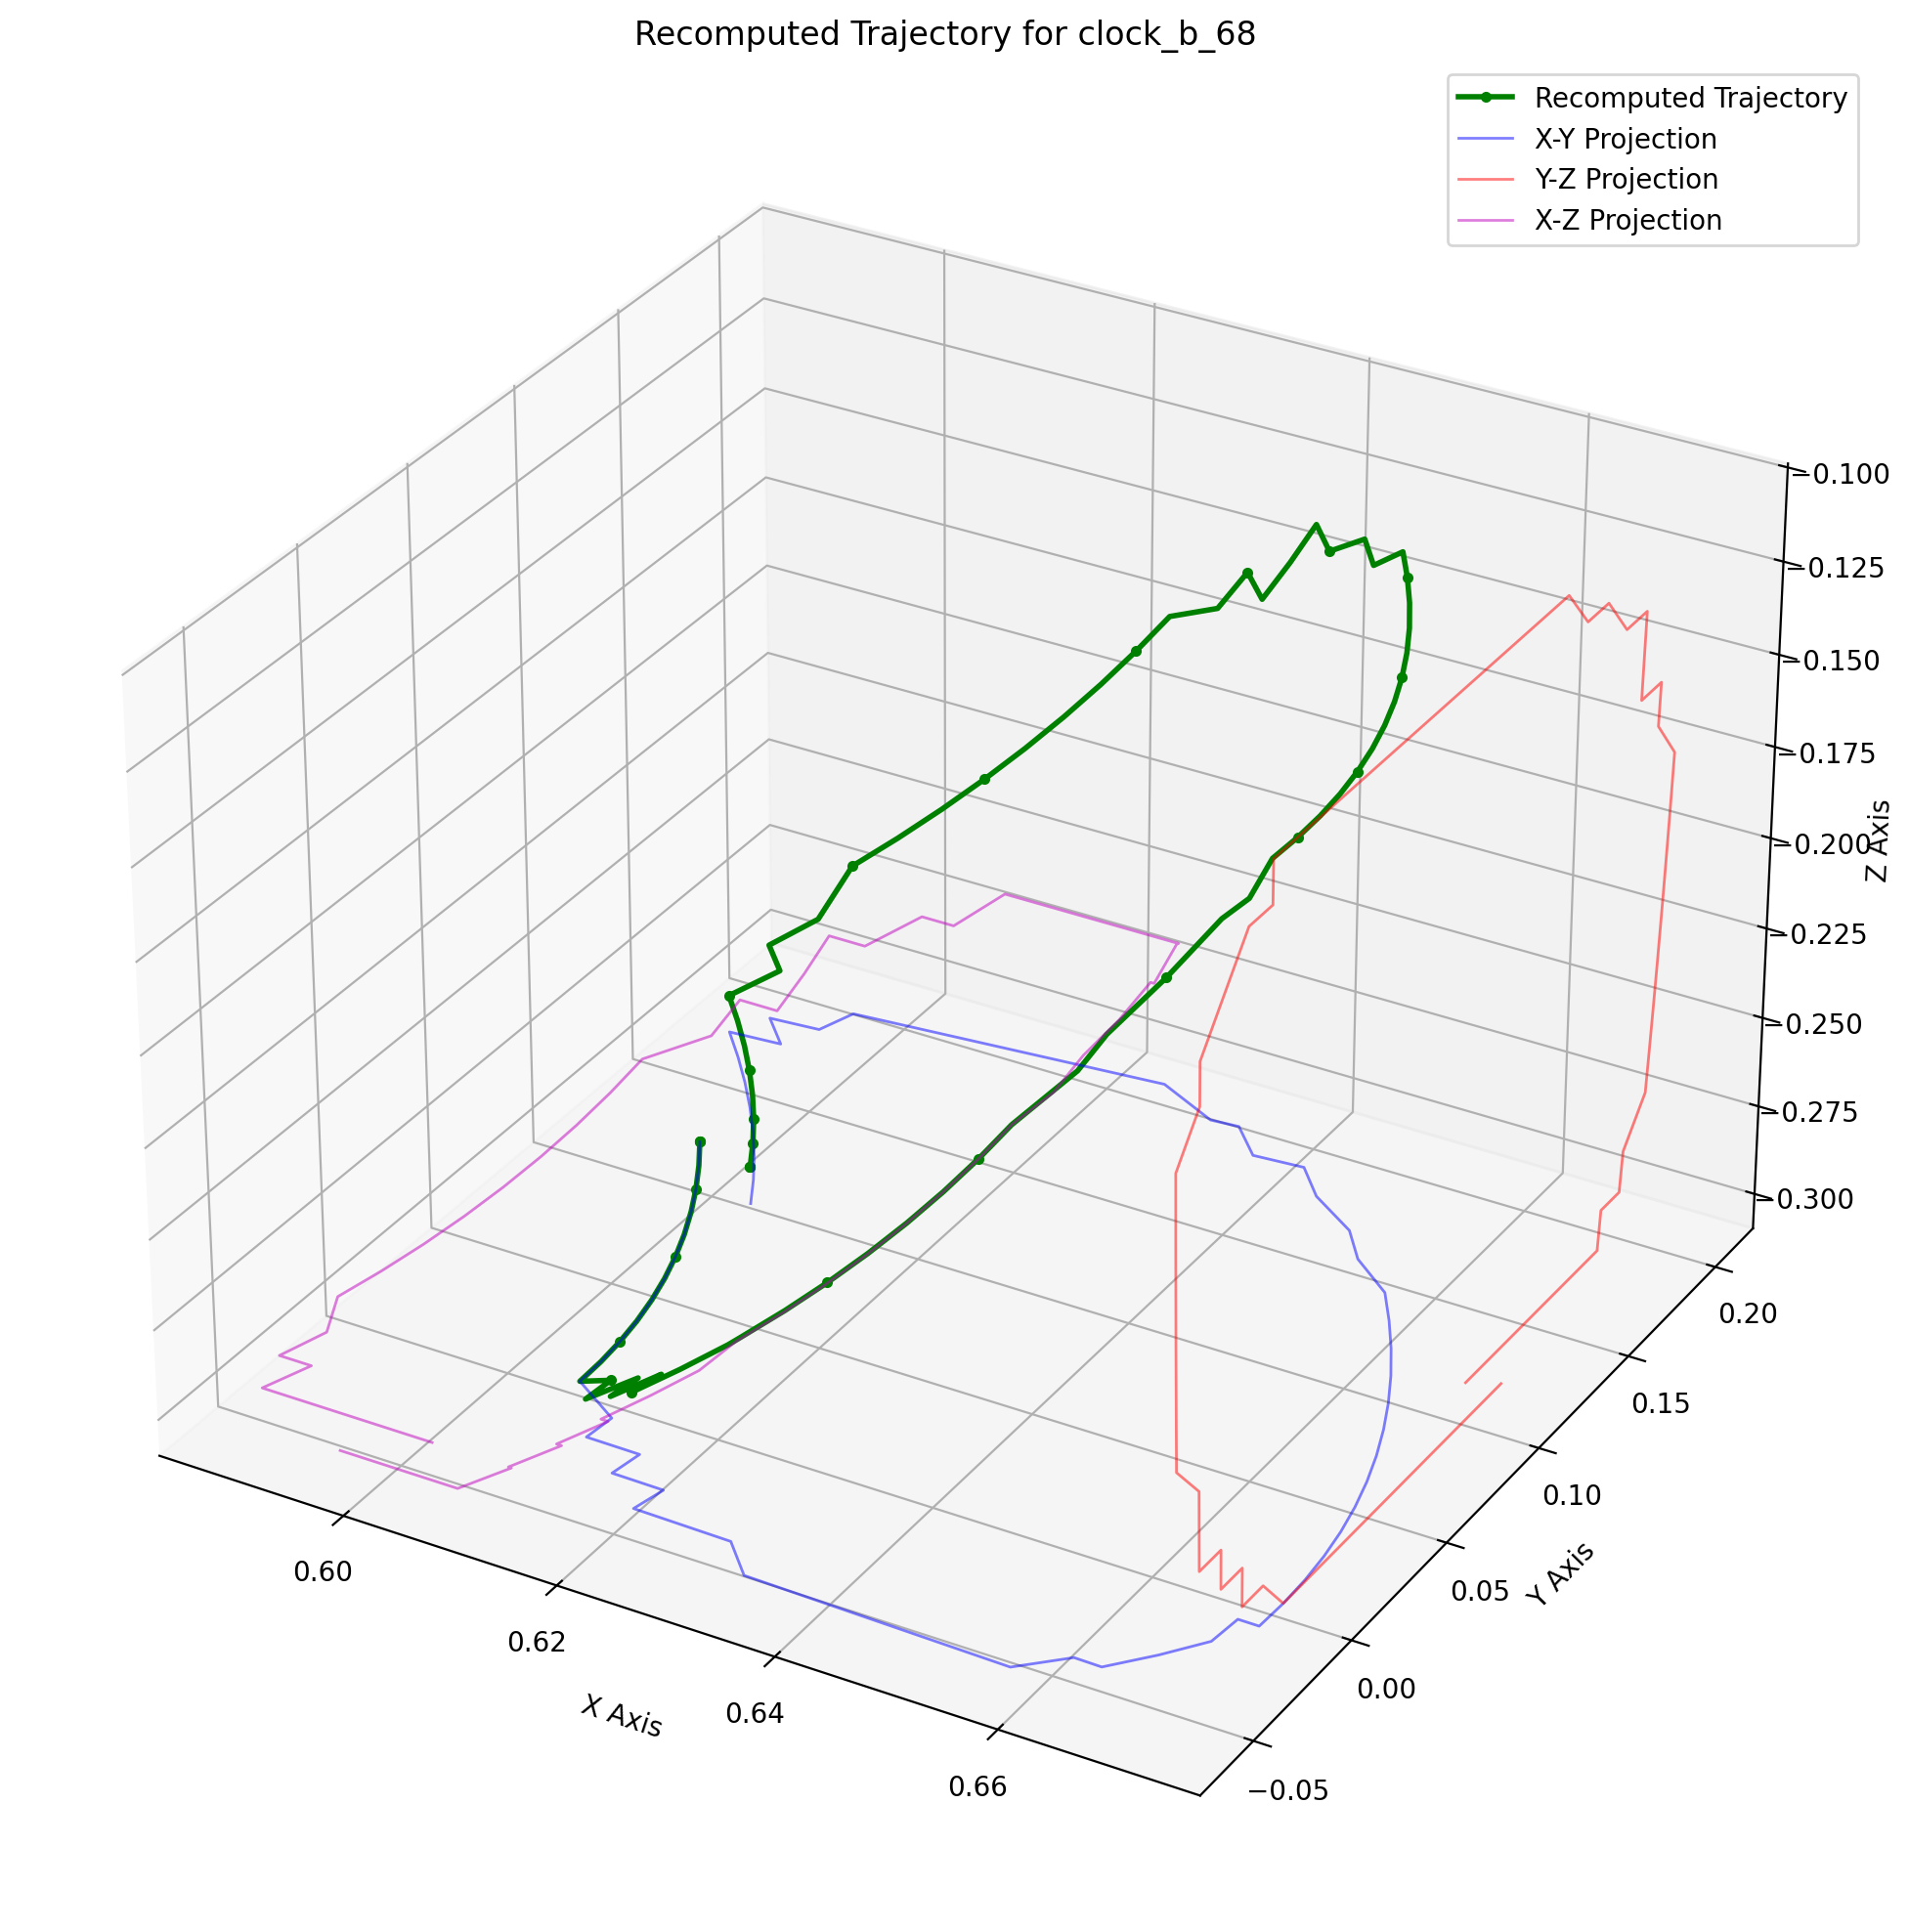 Recomputed Trajectory for clock_b_68
Recomputed Trajectory
X-Y Projection
Y-Z Projection
X-Z Projection
−0.100
−0.125
−0.150
−0.175
−0.200
−0.225
−0.250
−0.275
−0.300
Z Axis
0.20
0.15
0.10
0.05
0.00
−0.05
Y Axis
0.60
0.62
0.64
0.66
X Axis